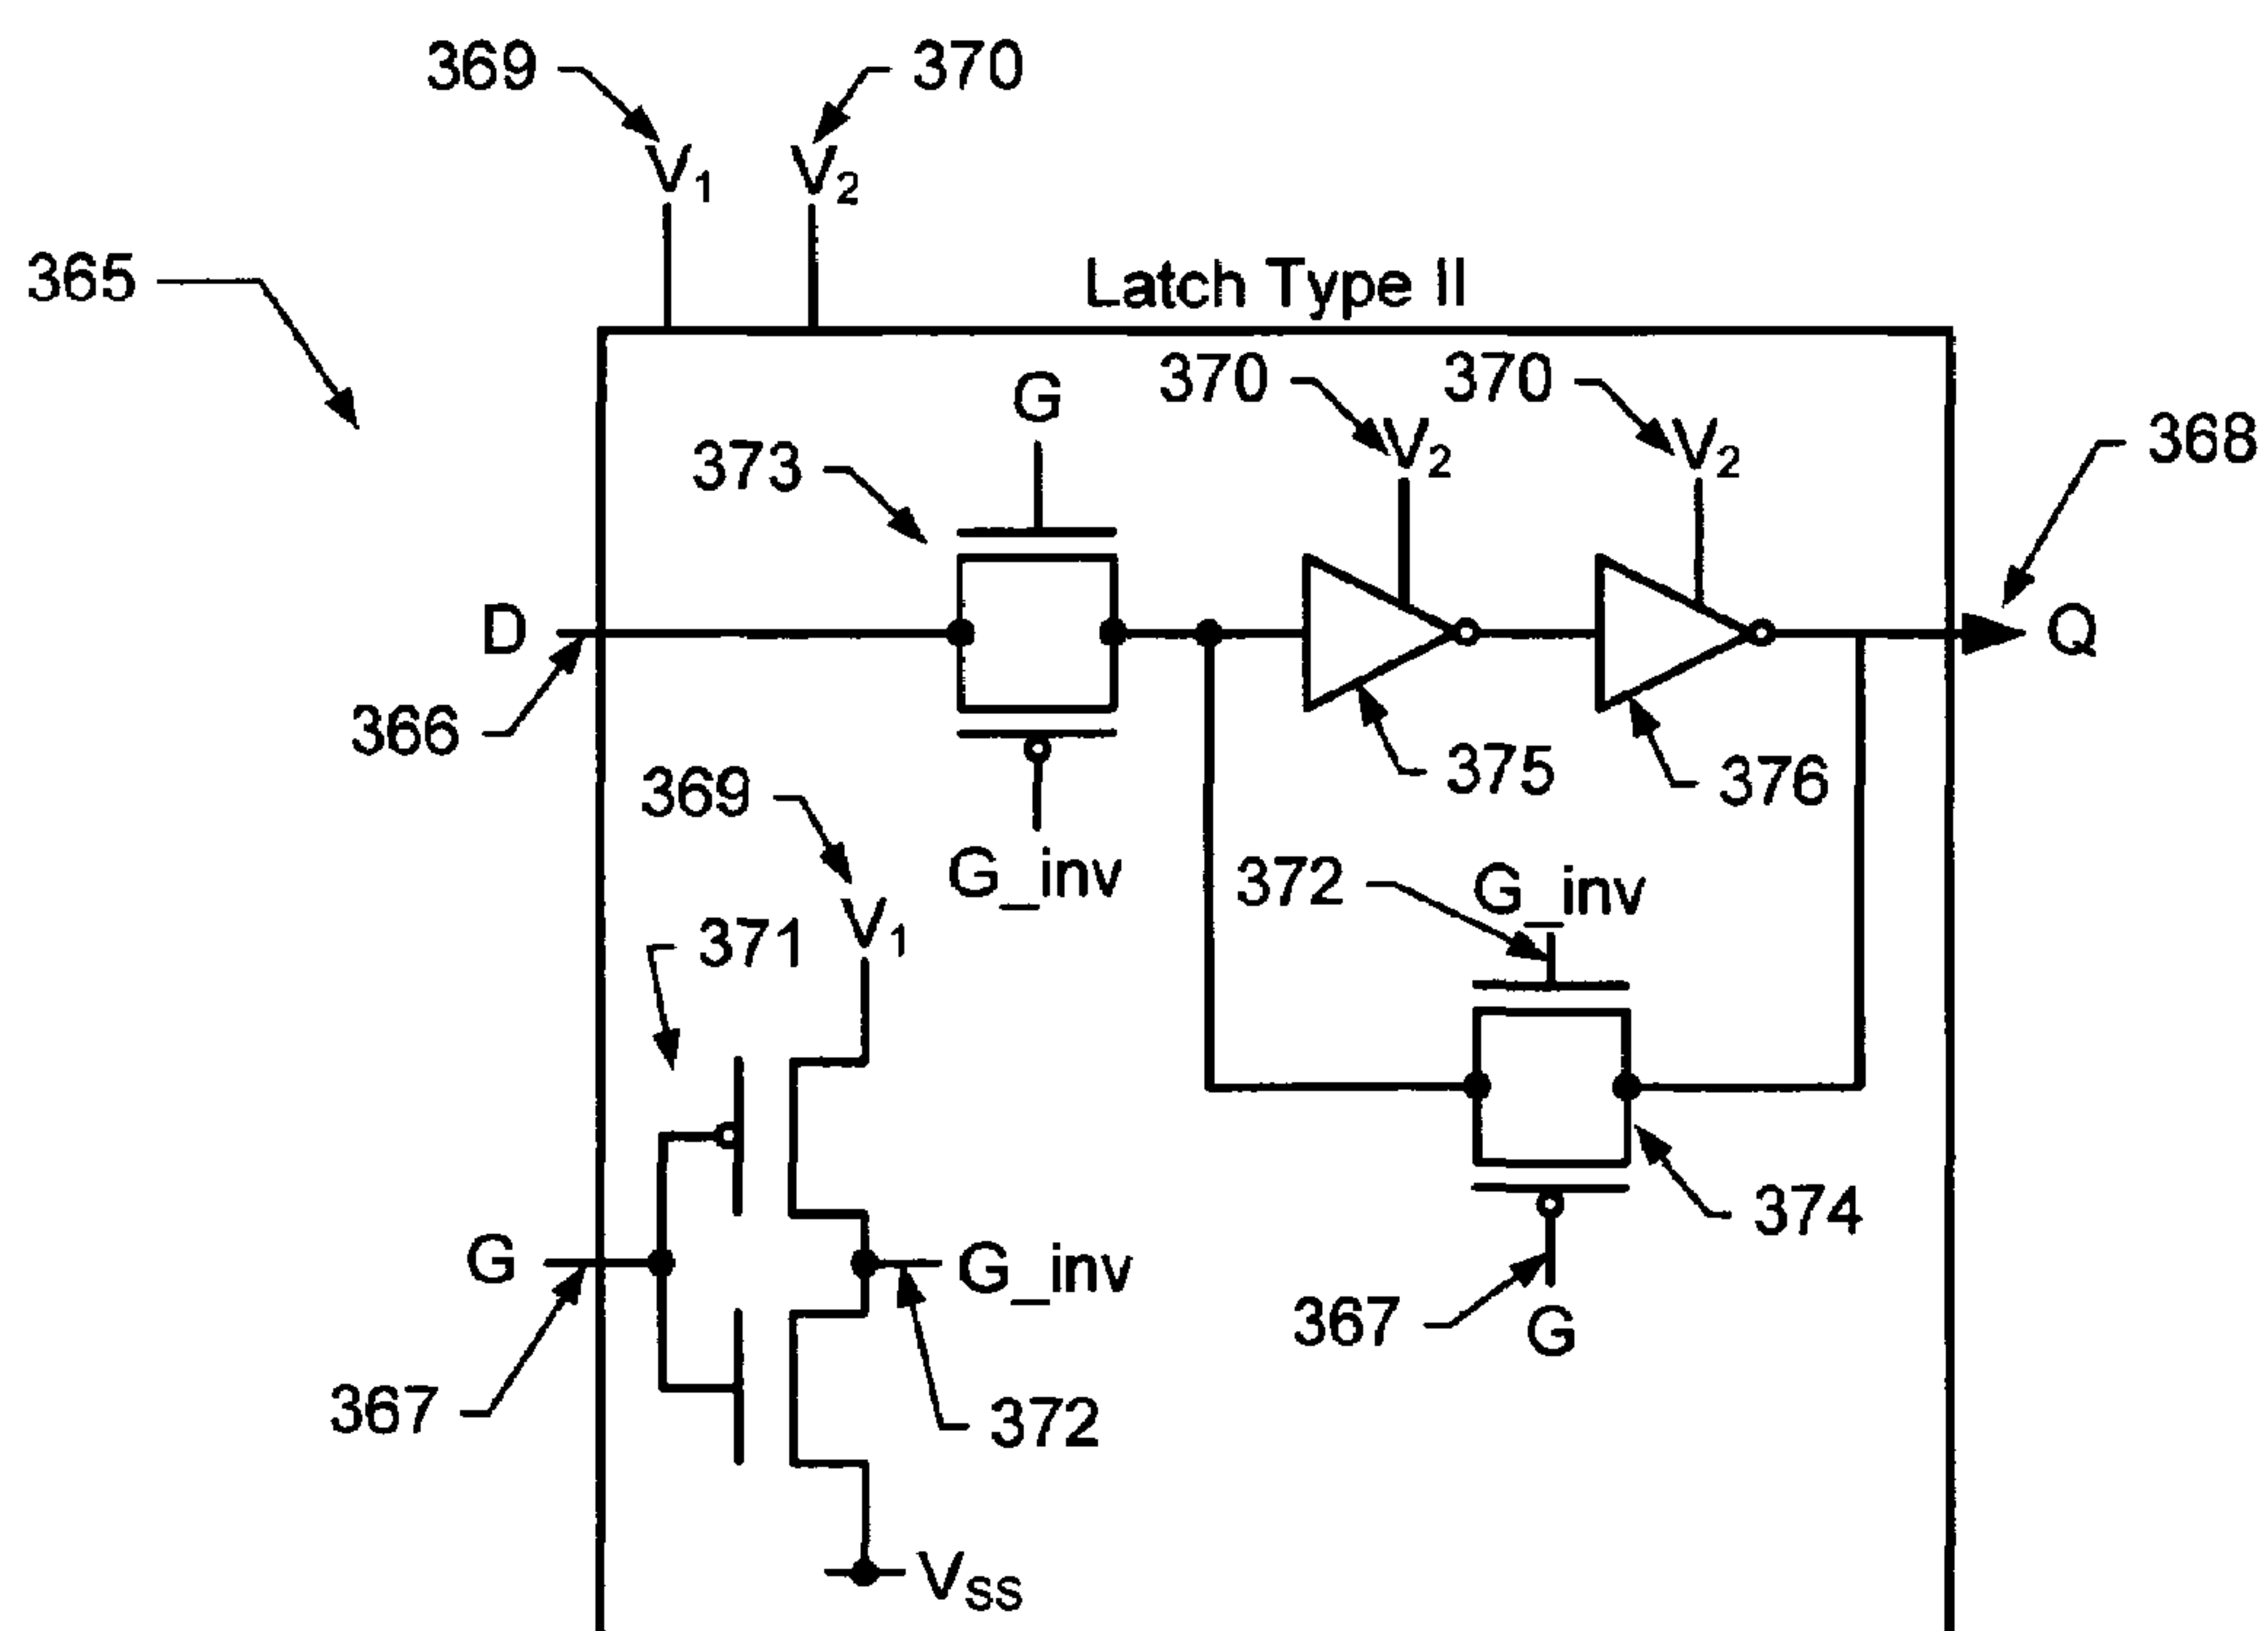 369 370
V1 V2
365
Latch Type II
370 370
G
V2 V2
368
373
D
Q
366
375
376
369
G_inv
372 G_inv
V1
371
374
G
G_inv
367
G
367
372
VSS